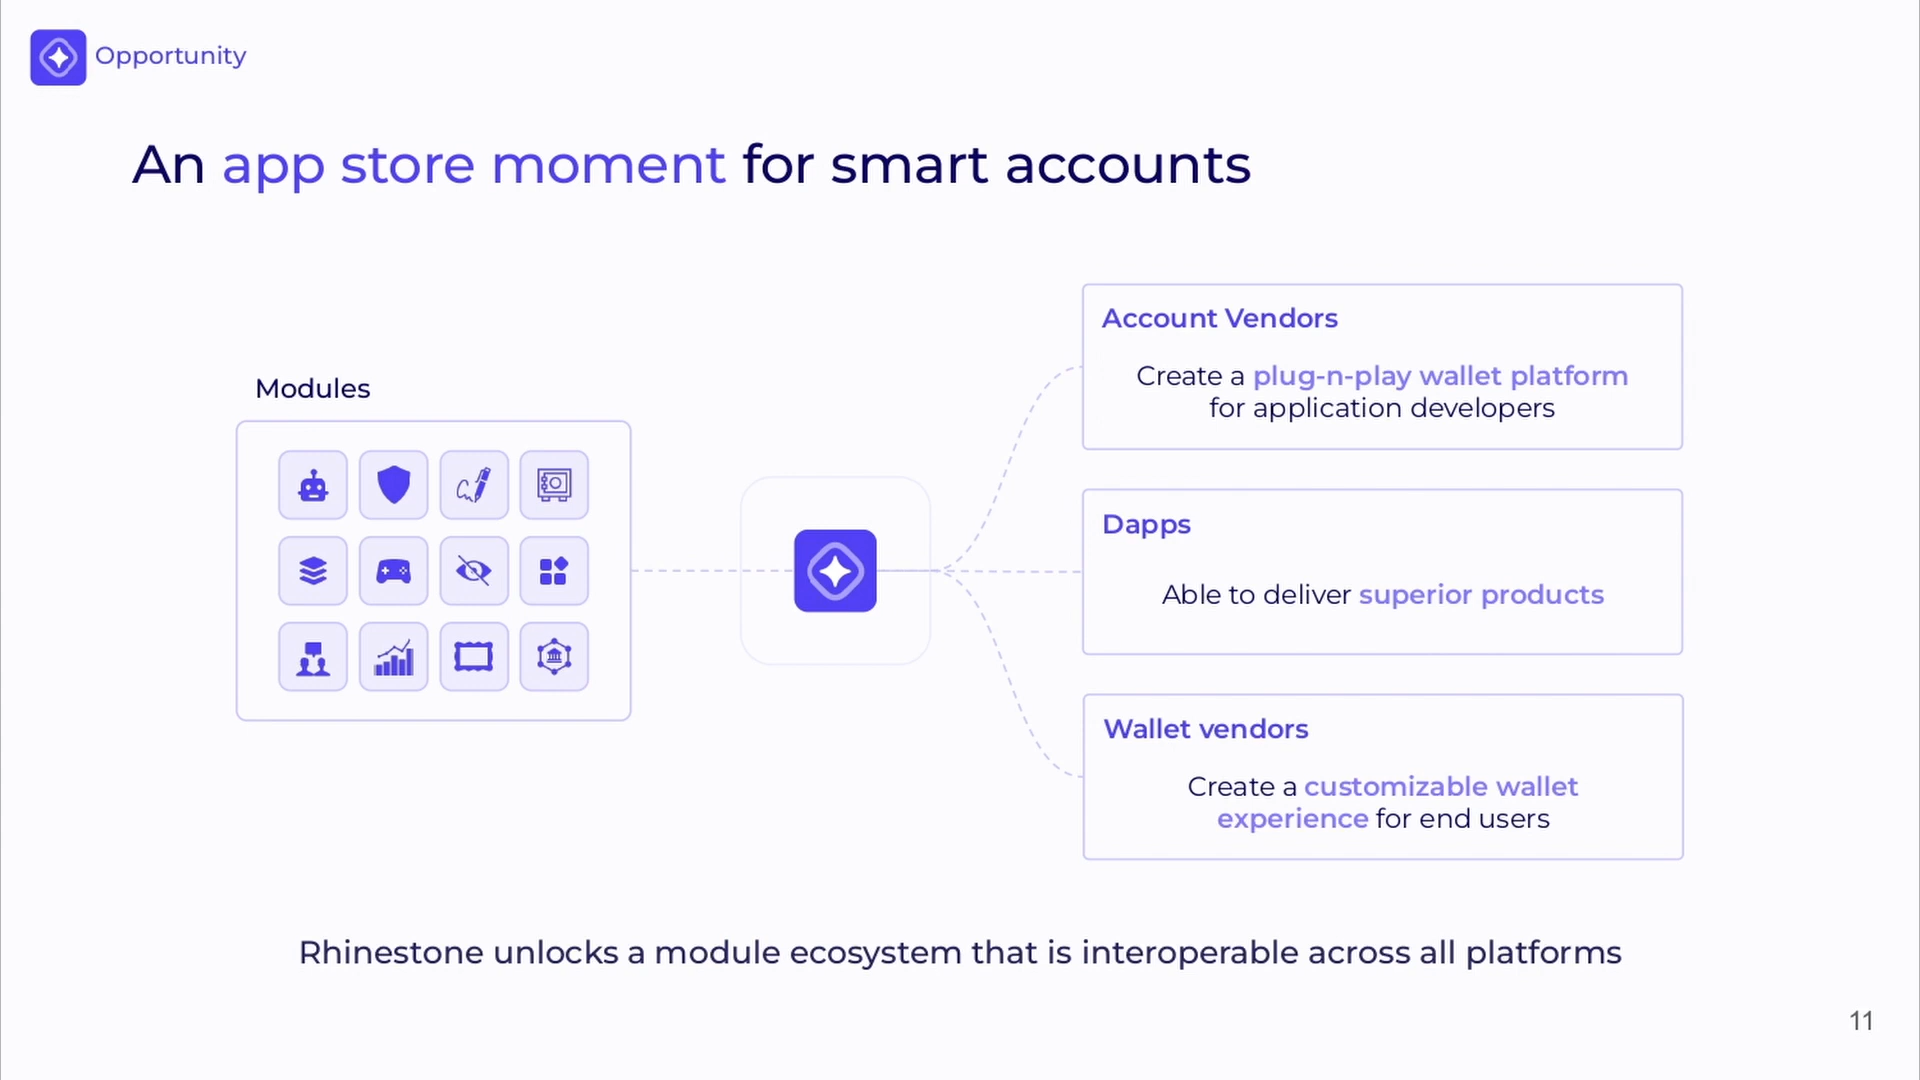 Opportunity
An app store moment for smart accounts
Modules
Account Vendors
Create a plug-n-play wallet platform
for application developers
Dapps
Able to deliver superior products
Wallet vendors
Create a customizable wallet
experience for end users
Rhinestone unlocks a module ecosystem that is interoperable across all platforms
11